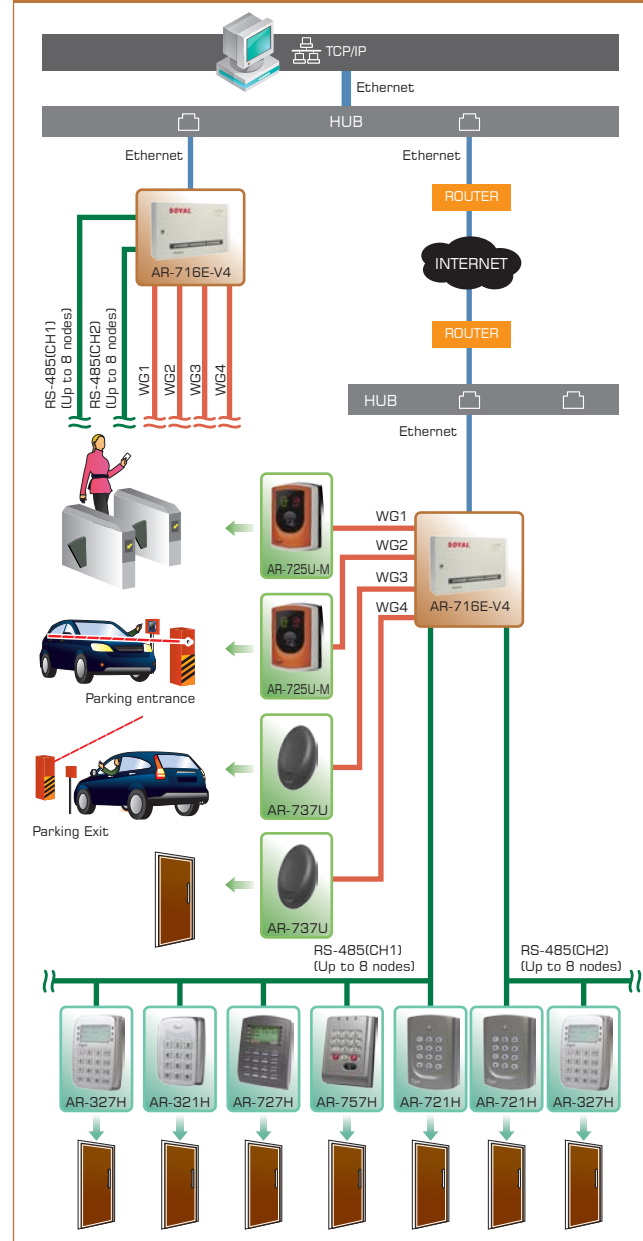 TCP/IP
Ethernet
HUB
Ethernet
Ethernet
ROUTER
SOYAL
AR-716E-V4
INTERNET
RS-485(CH1)
(Up to 8 nodes)
RS-485(CH2)
(Up to 8 nodes)
WG1
WG2
WG3
WG4
ROUTER
HUB
Ethernet
WG1
WG2
WG3
WG4
SOYAL
AR-716E-V4
AR-725U-M
AR-725U-M
Parking entrance
AR-737U
Parking Exit
AR-737U
RS-485(CH1)
(Up to 8 nodes)
RS-485(CH2)
(Up to 8 nodes)
AR-327H
AR-321H
AR-727H
AR-757H
AR-721H
AR-721H
AR-327H